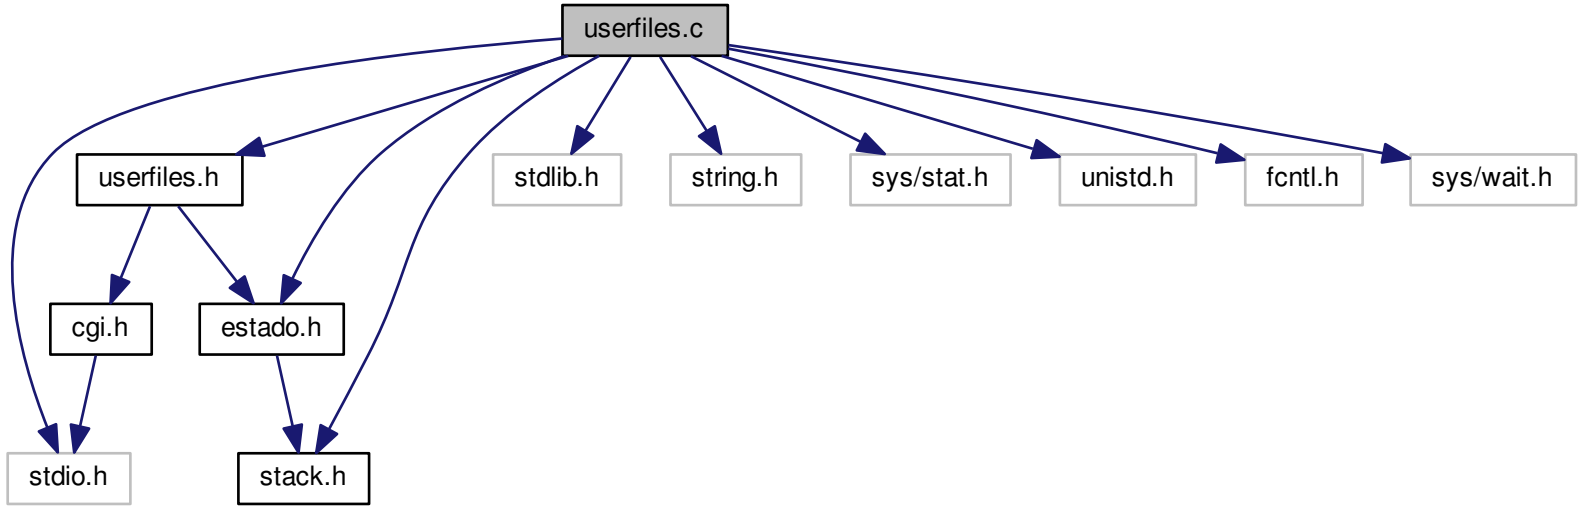 userfiles.c
userfiles.h
stdlib.h
string.h
sys/stat.h
unistd.h
fcntl.h
sys/wait.h
cgi.h
estado.h
stdio.h
stack.h